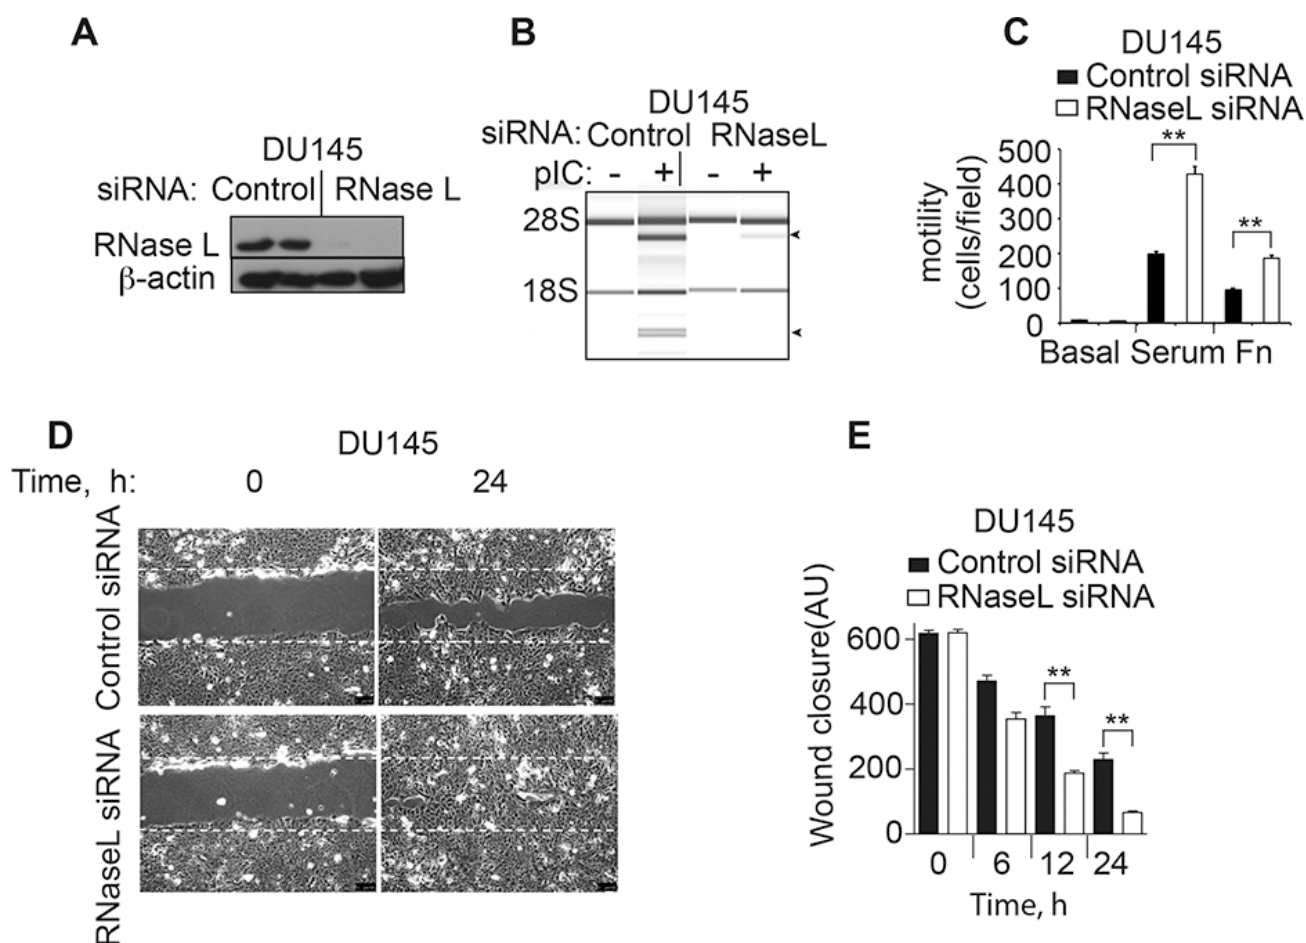 A
DU145
siRNA: Control RNase L
RNase L
β-actin
B
DU145
siRNA: Control RNaseL
pIC: - + - +
28S
18S
C
DU145
Control siRNA
RNaseL siRNA
motility
(cells/field)
500
400
300
200
100
0
**
**
Basal Serum Fn
D
DU145
Time, h: 0 24
Control siRNA
RNaseL siRNA
E
DU145
Control siRNA
RNaseL siRNA
Wound closure(AU)
600
400
200
0
**
**
0 6 12 24
Time, h